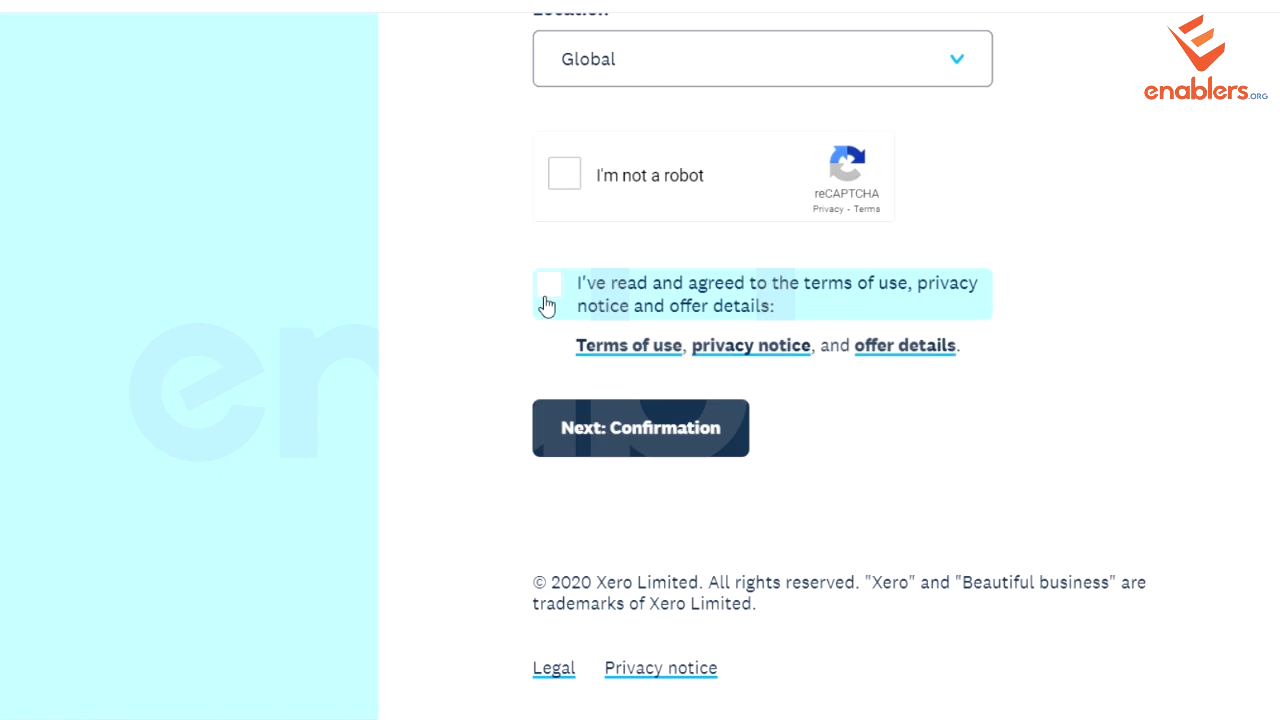 Location
Global
enablers.ORG
I'm not a robot
reCAPTCHA
Privacy - Terms
I've read and agreed to the terms of use, privacy
notice and offer details:
Terms of use, privacy notice, and offer details.
Next: Confirmation
© 2020 Xero Limited. All rights reserved. "Xero" and "Beautiful business" are
trademarks of Xero Limited.
Legal Privacy notice